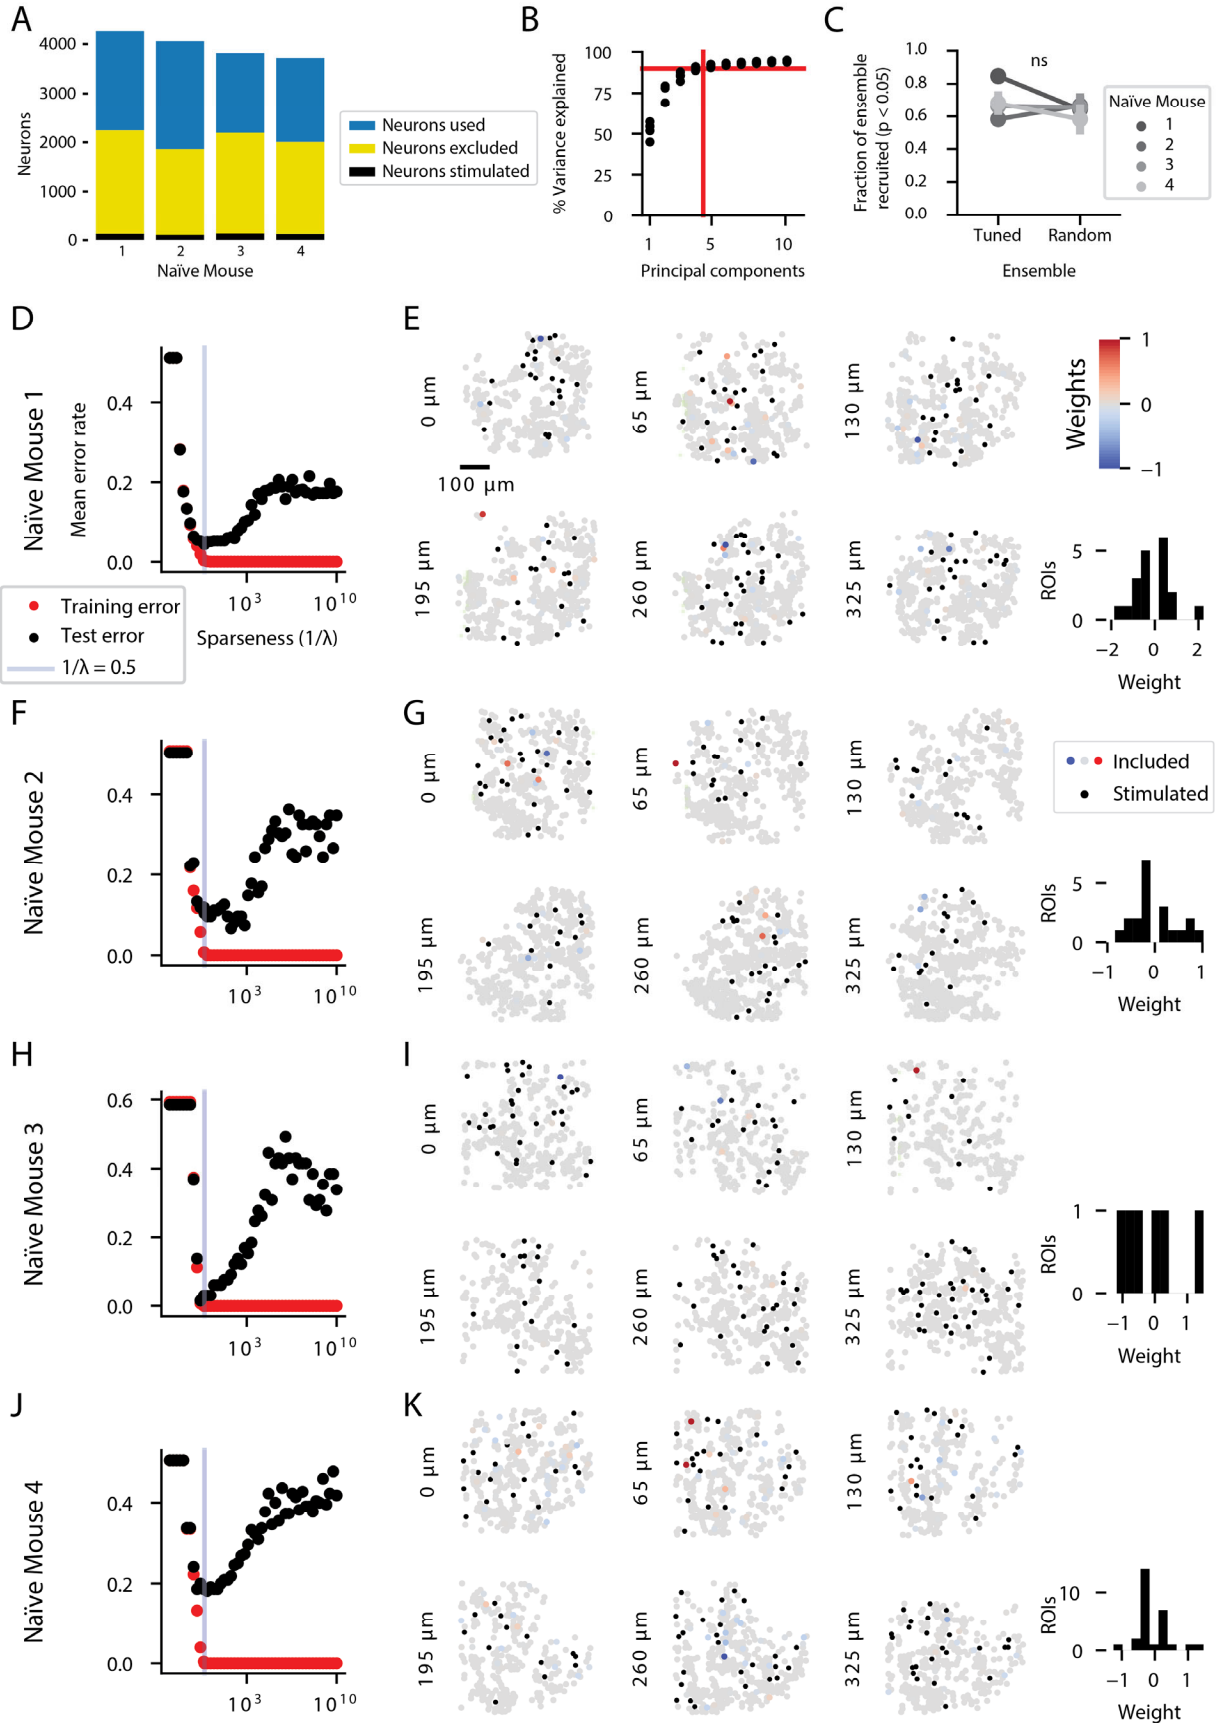 A
4000
3000
2000
1000
0
Neurons
1 2 3 4
Naïve Mouse
Neurons used
Neurons excluded
Neurons stimulated
B
100
75
50
25
0
% Variance explained
1 5 10
Principal components
C
1.0
0.8
0.6
0.4
0.2
0.0
Fraction of ensemble
recruited (p < 0.05)
ns
Tuned Random
Ensemble
Naïve Mouse
1
2
3
4
D
Naïve Mouse 1
Mean error rate
0.4
0.2
0.0
10³ 10¹⁰
Sparseness (1/λ)
Training error
Test error
1/λ = 0.5
E
0 µm
65 µm
130 µm
100 µm
195 µm
260 µm
325 µm
Weights
1
0
−1
ROIs
5
0
−2 0 2
Weight
F
Naïve Mouse 2
0.4
0.2
0.0
10³ 10¹⁰
G
0 µm
65 µm
130 µm
195 µm
260 µm
325 µm
Included
Stimulated
ROIs
5
0
−1 0 1
Weight
H
Naïve Mouse 3
0.6
0.4
0.2
0.0
10³ 10¹⁰
I
0 µm
65 µm
130 µm
195 µm
260 µm
325 µm
ROIs
1
0
−1 0 1
Weight
J
Naïve Mouse 4
0.4
0.2
0.0
10³ 10¹⁰
K
0 µm
65 µm
130 µm
195 µm
260 µm
325 µm
ROIs
10
0
−1 0 1
Weight